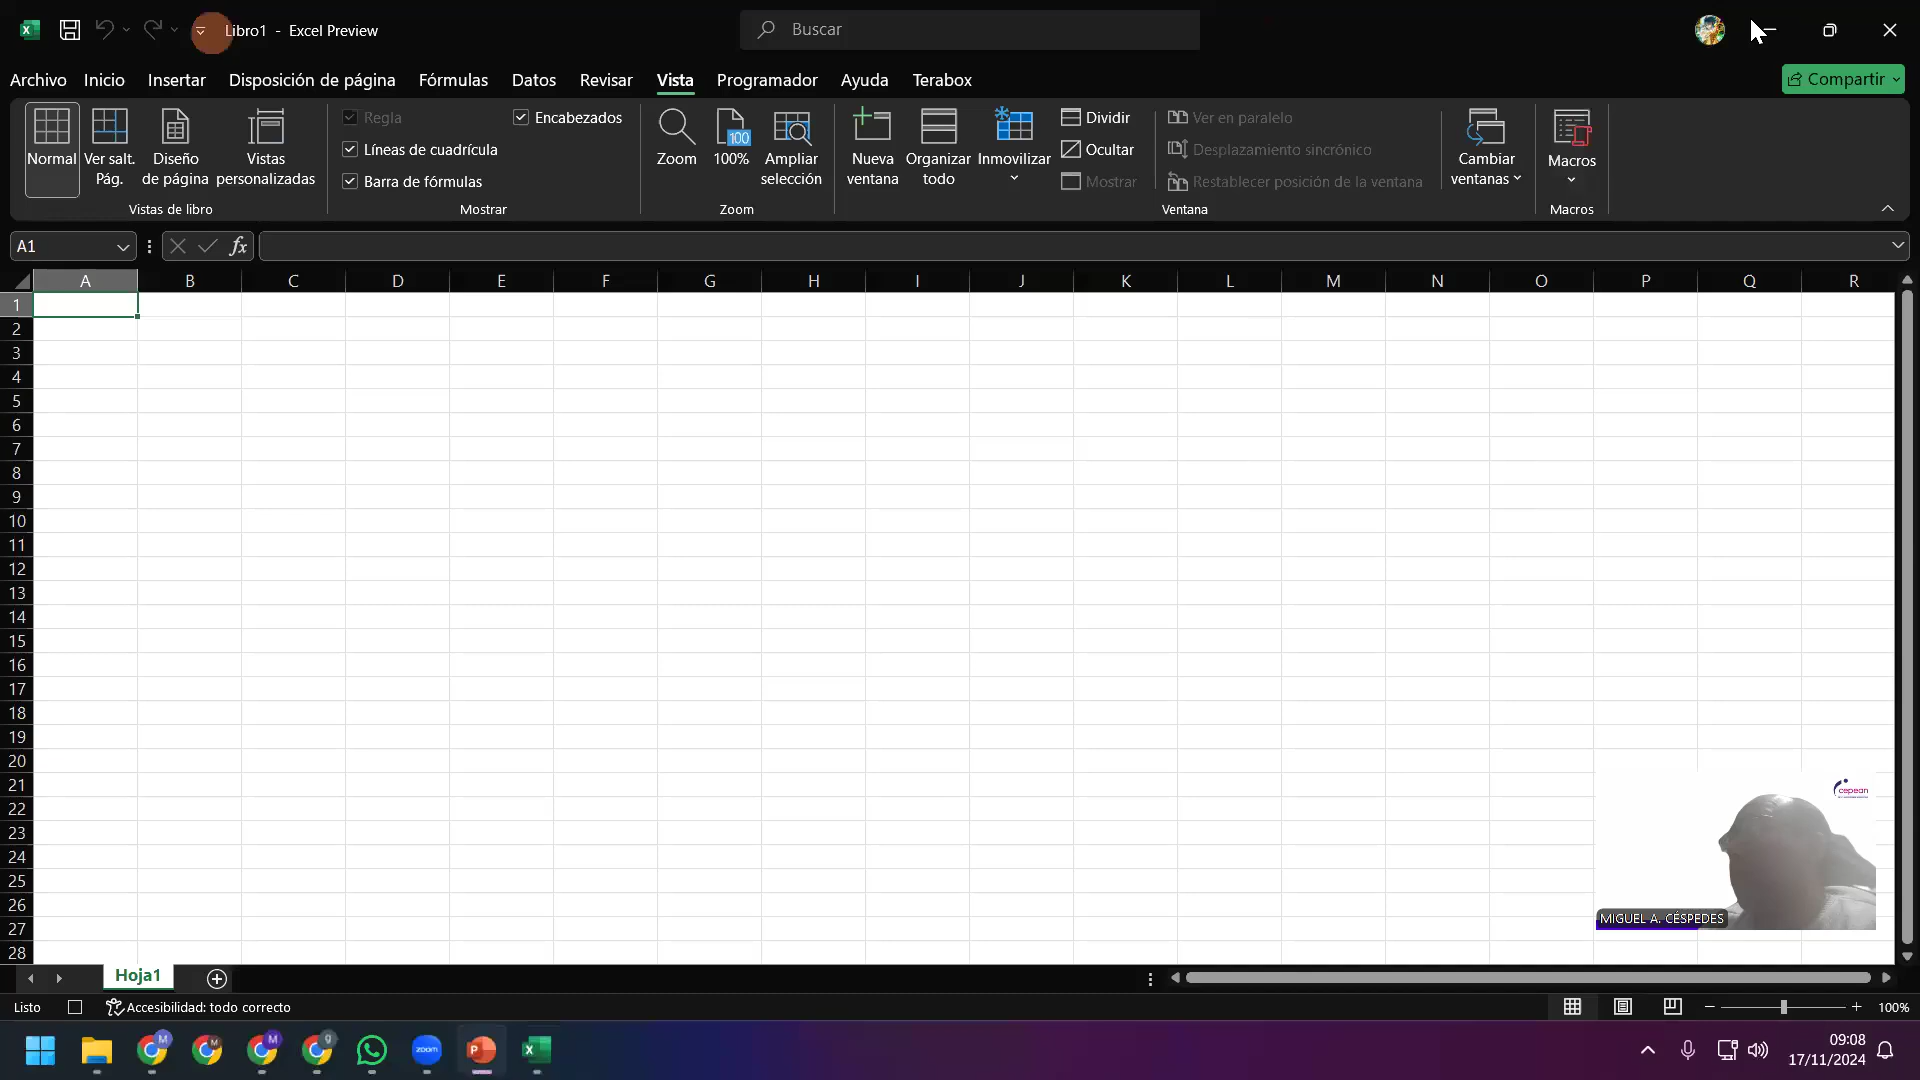 Libro1 - Excel Preview
Buscar
Archivo Inicio Insertar Disposición de página Fórmulas Datos Revisar Vista Programador Ayuda Terabox
Compartir
Normal
Ver salt.
Pág.
Diseño
de página
Vistas
personalizadas
Vistas de libro
Regla
Encabezados
Líneas de cuadrícula
Barra de fórmulas
Mostrar
Zoom
100
100%
Ampliar
selección
Zoom
Nueva
ventana
Organizar
todo
Inmovilizar
Dividir
Ocultar
Mostrar
Ver en paralelo
Desplazamiento sincrónico
Restablecer posición de la ventana
Ventana
Cambiar
ventanas
Macros
Macros
A1
fx
A B C D E F G H I J K L M N O P Q R
1
2
3
4
5
6
7
8
9
10
11
12
13
14
15
16
17
18
19
20
21
22
23
24
25
26
27
28
cepean
MIGUEL A. CÉSPEDES
Hoja1
Listo
Accesibilidad: todo correcto
100%
M M M g
zoom
P
X
09:08
17/11/2024